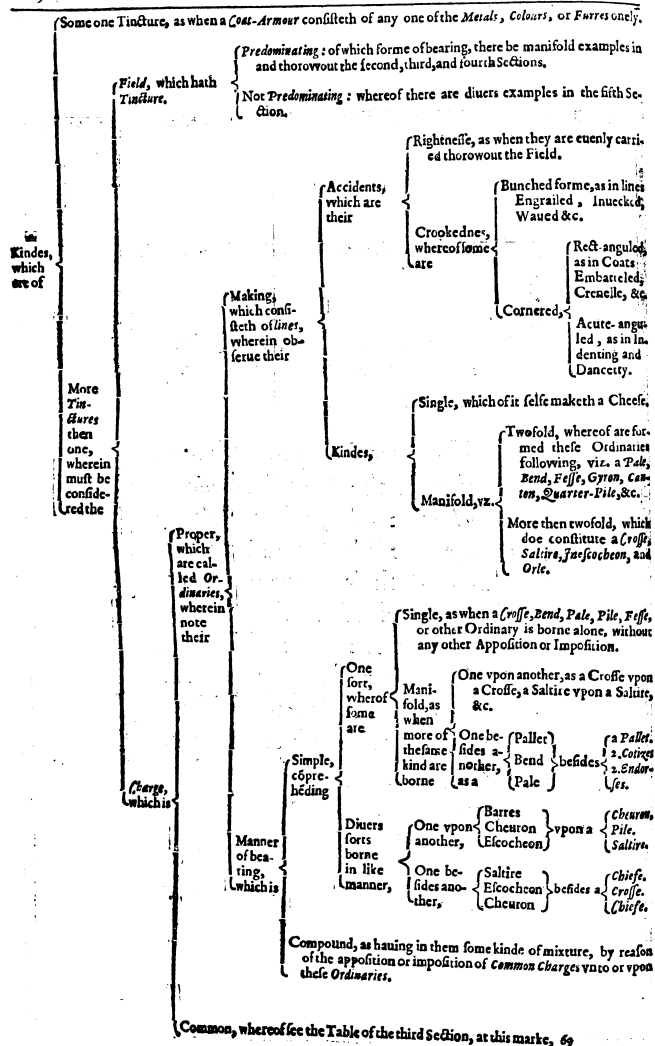 Some one Tincture, as when a Coat-Armour consisteth of any one of the Metals, Colours, or Furres onely.
Predominating : of which forme of bearing, there be manifold examples in
and thorowout the second, third, and fourth Sections.
Field, which hath
Tincture.
Not Predominating : whereof there are diuers examples in the fifth Se-
ction.
Rightnesse, as when they are euenly carri-
ed thorowout the Field.
Accidents,
which are
their
Bunched forme, as in lines
Engrailed, Inuecked,
Waued &c.
Crookednes,
whereof some
are
Rect-anguled,
as in Coats
Embatteled,
Crenelle, &c.
Cornered,
Acute-angu-
led, as in In-
denting and
Dancetty.
Kindes,
which
are of
Making,
which consi-
steth of lines,
wherein ob-
serue their
More
Tin-
ctures
then
one,
wherein
must be
conside-
red the
Single, which of it selfe maketh a Cheefe.
Kindes,
Twofold, whereof are for-
med these Ordinaries
following, viz. a Pale,
Bend, Fesse, Gyron, Can-
ton, Quarter-Pile, &c.
Manifold, vz.
More then twofold, which
doe constitute a Crosse,
Saltire, Inescocheon, and
Orle.
Proper,
which
are cal-
led Or-
dinaries,
wherein
note
their
Single, as when a Crosse, Bend, Pale, Pile, Fesse,
or other Ordinary is borne alone, without
any other Apposition or Imposition.
One
sort,
wherof
some
are
Mani-
fold, as
when
more of
the same
kind are
borne
One vpon another, as a Crosse vpon
a Crosse, a Saltire vpon a Saltire,
&c.
One be-
sides a-
nother,
as a
Pallet
Bend
Pale
besides
a Pallet.
2. Cotizes
2. Endor-
ses.
Simple,
cōpre-
hēding
Charge,
which is
Manner
of bea-
ring,
which is
Diuers
sorts
borne
in like
manner,
One vpon
another,
Barres
Cheuron
Escocheon
vpon a
Cheuron.
Pile.
Saltire.
One be-
sides ano-
ther,
Saltire
Escocheon
Cheuron
besides a
Chiefe.
Crosse.
Chiefe.
Compound, as hauing in them some kinde of mixture, by reason
of the apposition or imposition of Common Charges vnto or vpon
these Ordinaries.
Common, whereof see the Table of the third Section, at this marke,